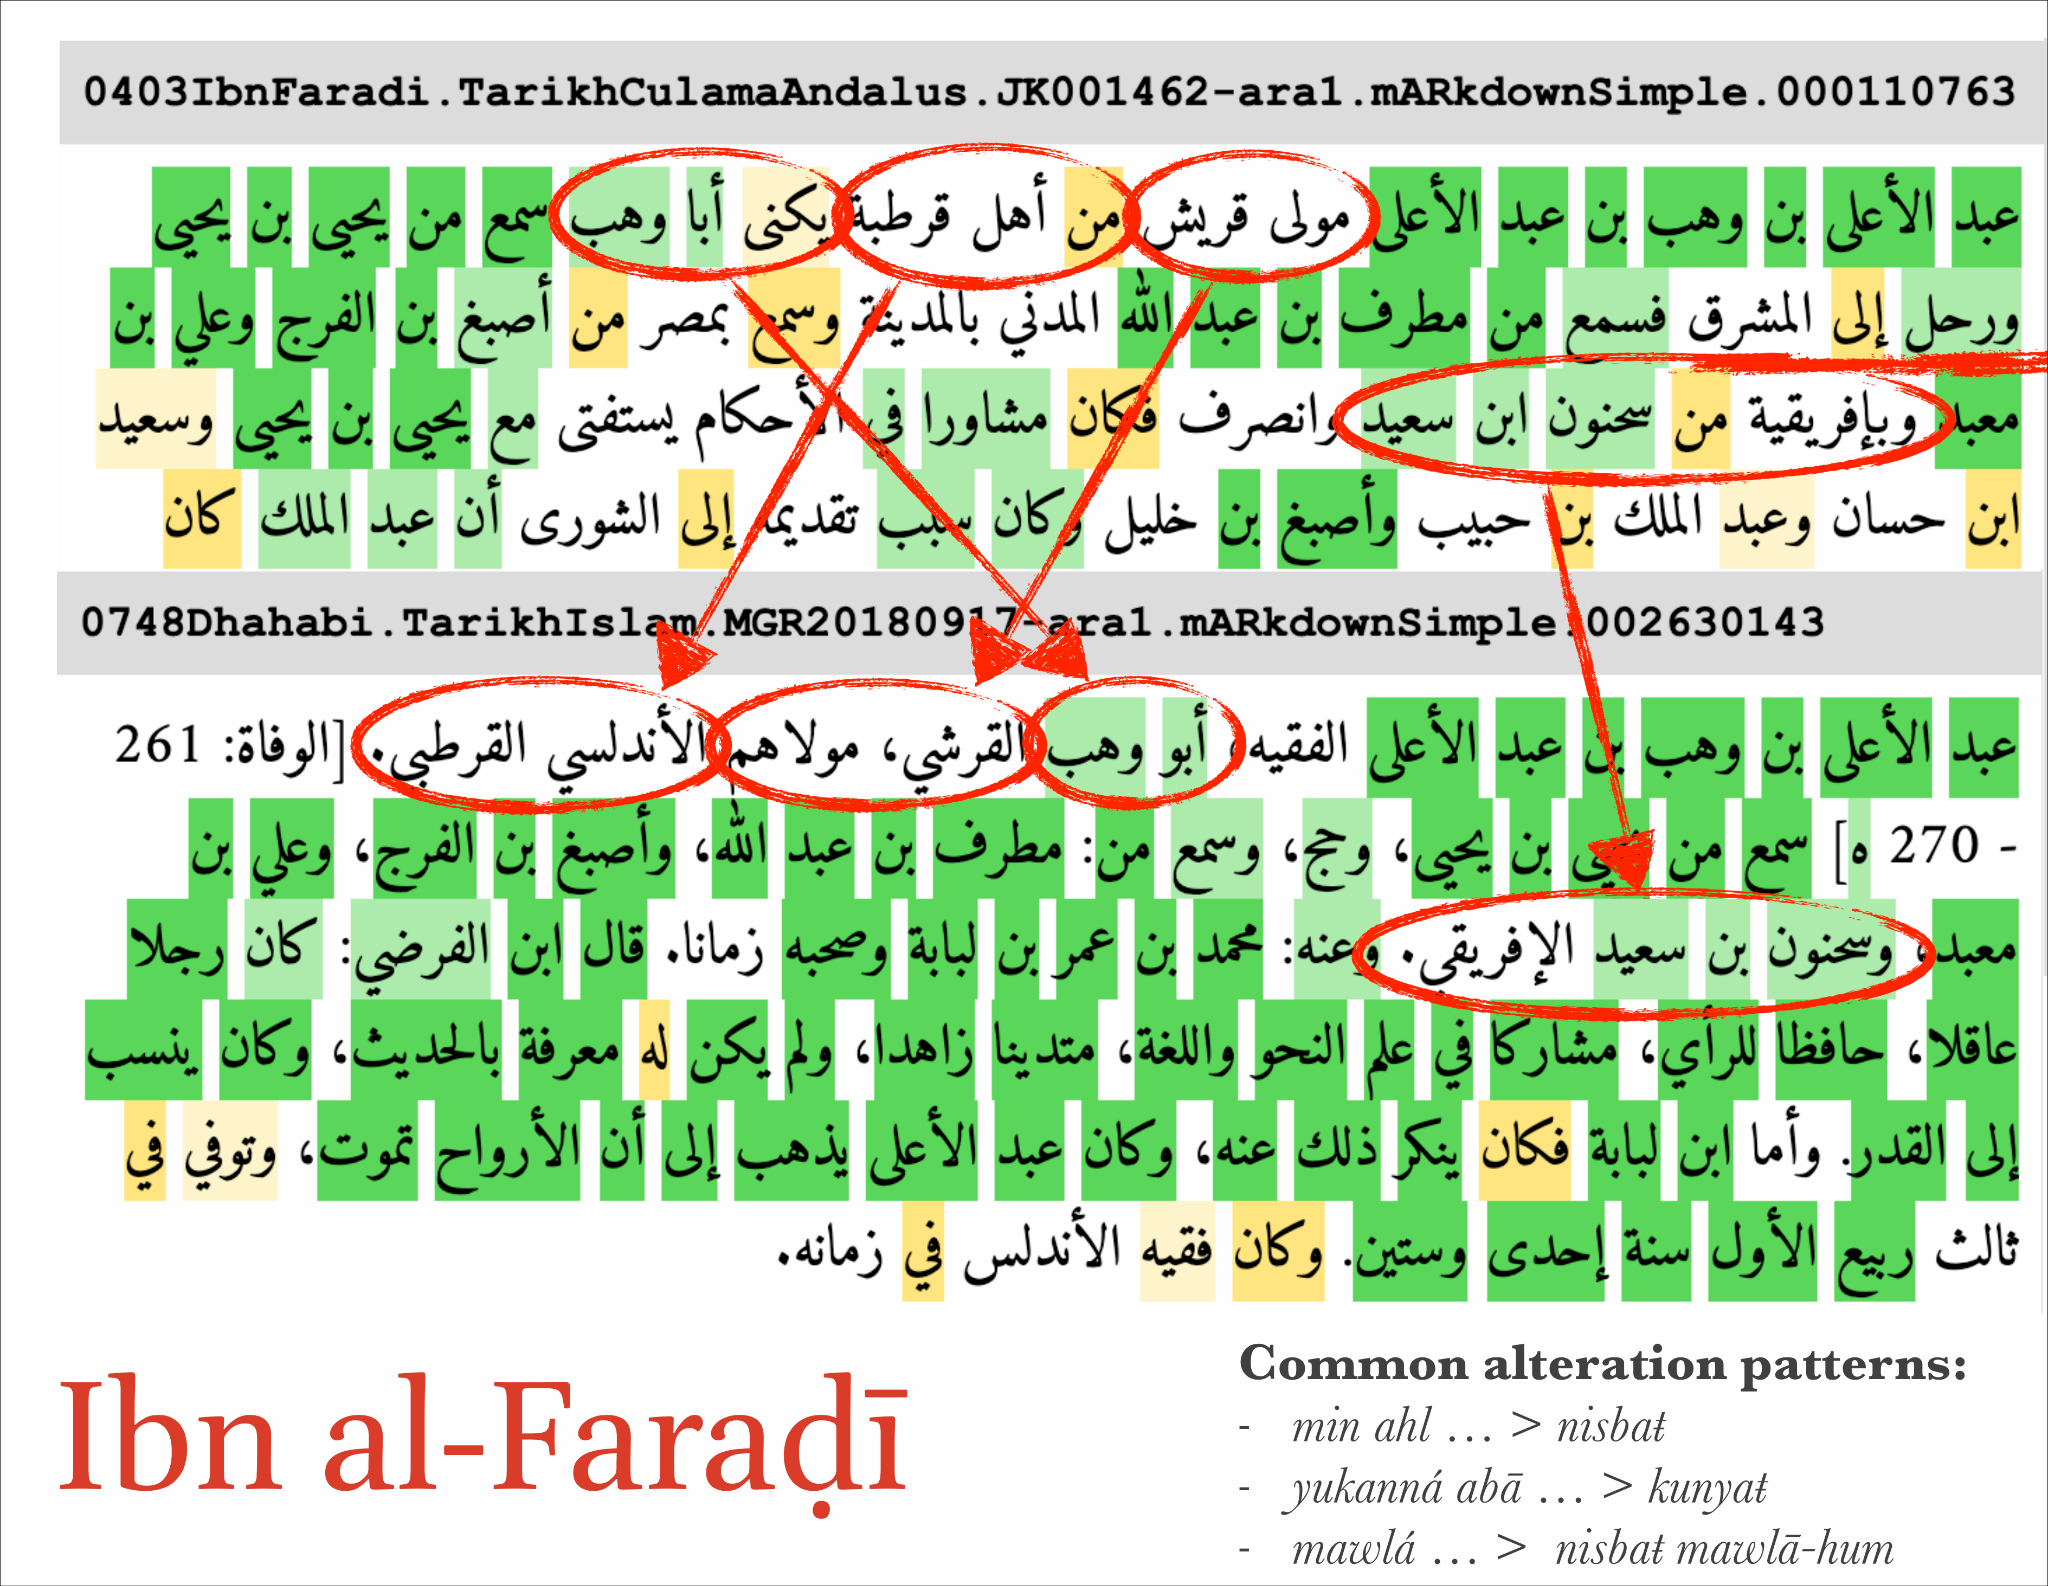 0403IbnFaradi.TarikhCulamaAndalus.JK001462-ara1.mARkdownSimple.000110763
عبد الأعلى بن وهب بن عبد الأعلى مولى قريش من أهل قرطبة يكنى أبا وهب سمع من يحيى بن يحيى
ورحل إلى المشرق فسمع من مطرف بن عبد الله المدني بالمدينة وسمع بمصر من أصبغ بن الفرج وعلي بن
معبد وبإفريقية من سحنون ابن سعيد وانصرف فكان مشاورا في الأحكام يستفتى مع يحيى بن يحيى وسعيد
ابن حسان وعبد الملك بن حبيب وأصبغ بن خليل وكان سبب تقديمه إلى الشورى أن عبد الملك كان
0748Dhahabi.TarikhIslam.MGR20180917-ara1.mARkdownSimple.002630143
عبد الأعلى بن وهب بن عبد الأعلى الفقيه، أبو وهب القرشي، مولاهم الأندلسي القرطبي. [الوفاة: 261
- 270 ه] سمع من يحيى بن يحيى، وحج، وسمع من: مطرف بن عبد الله، وأصبغ بن الفرج، وعلي بن
معبد، وسحنون بن سعيد الإفريقي. وعنه: محمد بن عمر بن لبابة وصحبه زمانا. قال ابن الفرضي: كان رجلا
عاقلا، حافظا للرأي، مشاركا في علم النحو واللغة، متدينا زاهدا، ولم يكن له معرفة بالحديث، وكان ينسب
إلى القدر. وأما ابن لبابة فكان ينكر ذلك عنه، وكان عبد الأعلى يذهب إلى أن الأرواح تموت، وتوفي في
ثالث ربيع الأول سنة إحدى وستين. وكان فقيه الأندلس في زمانه.
Ibn al-Faraḍī
Common alteration patterns:
- min ahl … > nisbaŧ
- yukanná abā … > kunyaŧ
- mawlá … > nisbaŧ mawlā-hum